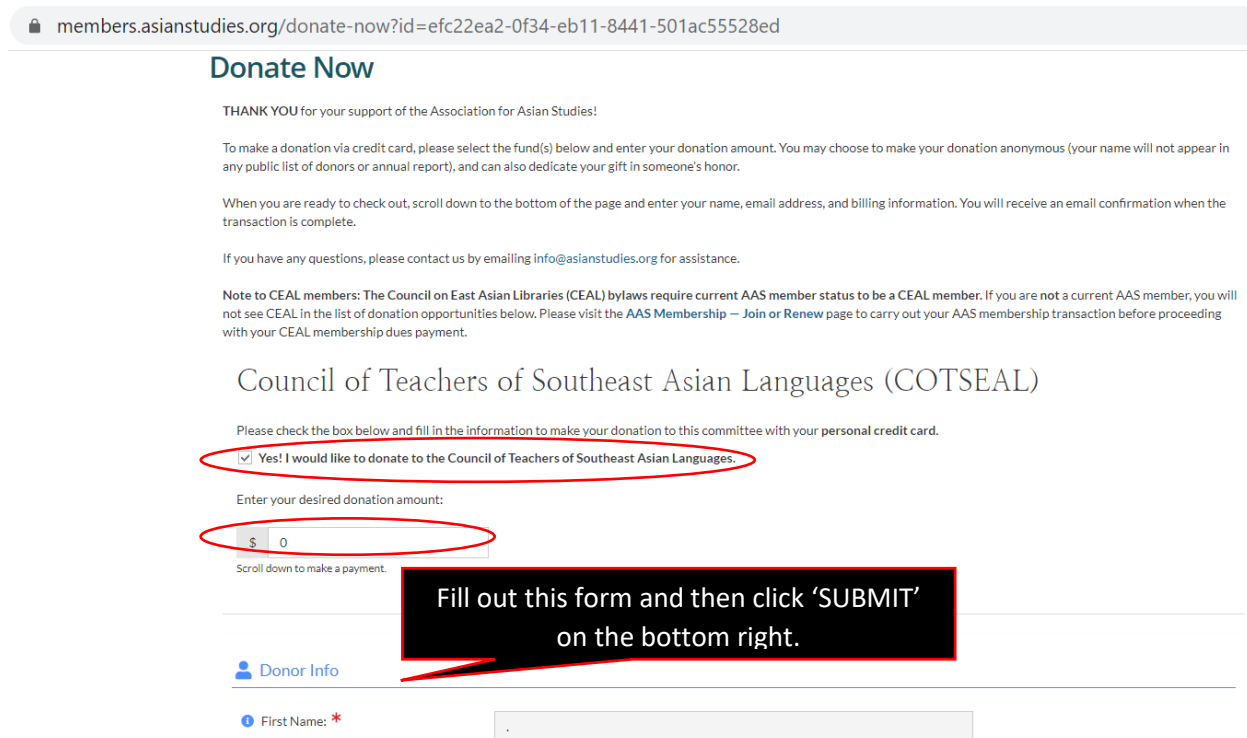 members.asianstudies.org/donate-now?id=efc22ea2-0f34-eb11-8441-501ac55528ed
Donate Now
THANK YOU for your support of the Association for Asian Studies!
To make a donation via credit card, please select the fund(s) below and enter your donation amount. You may choose to make your donation anonymous (your name will not appear in
any public list of donors or annual report), and can also dedicate your gift in someone's honor.
When you are ready to check out, scroll down to the bottom of the page and enter your name, email address, and billing information. You will receive an email confirmation when the
transaction is complete.
If you have any questions, please contact us by emailing info@asianstudies.org for assistance.
Note to CEAL members: The Council on East Asian Libraries (CEAL) bylaws require current AAS member status to be a CEAL member. If you are not a current AAS member, you will
not see CEAL in the list of donation opportunities below. Please visit the AAS Membership — Join or Renew page to carry out your AAS membership transaction before proceeding
with your CEAL membership dues payment.
Council of Teachers of Southeast Asian Languages (COTSEAL)
Please check the box below and fill in the information to make your donation to this committee with your personal credit card.
Yes! I would like to donate to the Council of Teachers of Southeast Asian Languages.
Enter your desired donation amount:
$ 0
Scroll down to make a payment.
Fill out this form and then click ‘SUBMIT’
on the bottom right.
Donor Info
First Name: *
.